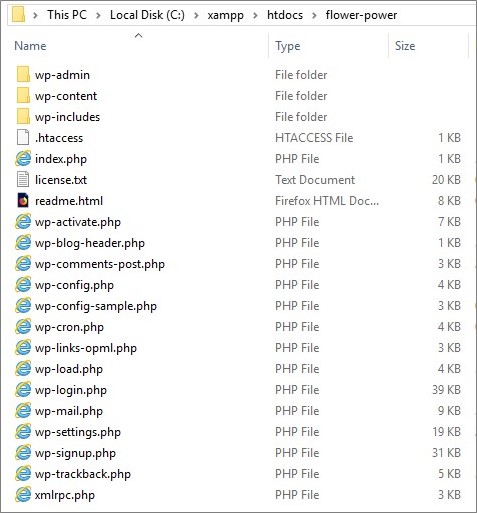 This PC > Local Disk (C:) > xampp > htdocs > flower-power
Name Type Size
wp-admin File folder
wp-content File folder
wp-includes File folder
.htaccess HTACCESS File 1 KB
index.php PHP File 1 KB
license.txt Text Document 20 KB
readme.html Firefox HTML Doc... 8 KB
wp-activate.php PHP File 7 KB
wp-blog-header.php PHP File 1 KB
wp-comments-post.php PHP File 3 KB
wp-config.php PHP File 4 KB
wp-config-sample.php PHP File 3 KB
wp-cron.php PHP File 4 KB
wp-links-opml.php PHP File 3 KB
wp-load.php PHP File 4 KB
wp-login.php PHP File 39 KB
wp-mail.php PHP File 9 KB
wp-settings.php PHP File 19 KB
wp-signup.php PHP File 31 KB
wp-trackback.php PHP File 5 KB
xmlrpc.php PHP File 3 KB